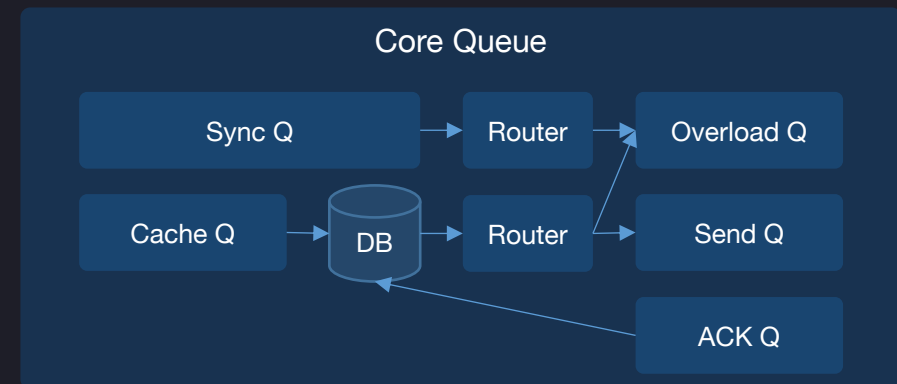 Core Queue
Sync Q
Router
Overload Q
Cache Q
DB
Router
Send Q
ACK Q